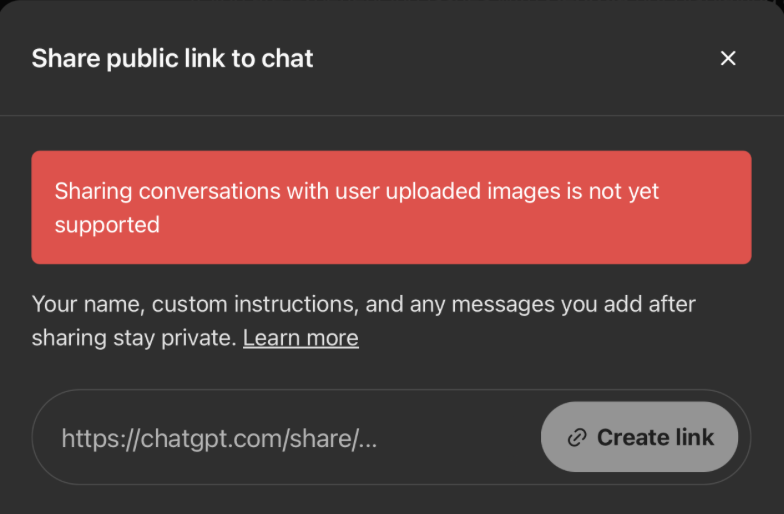 Share public link to chat
Sharing conversations with user uploaded images is not yet
supported
Your name, custom instructions, and any messages you add after
sharing stay private. Learn more
https://chatgpt.com/share/...
Create link